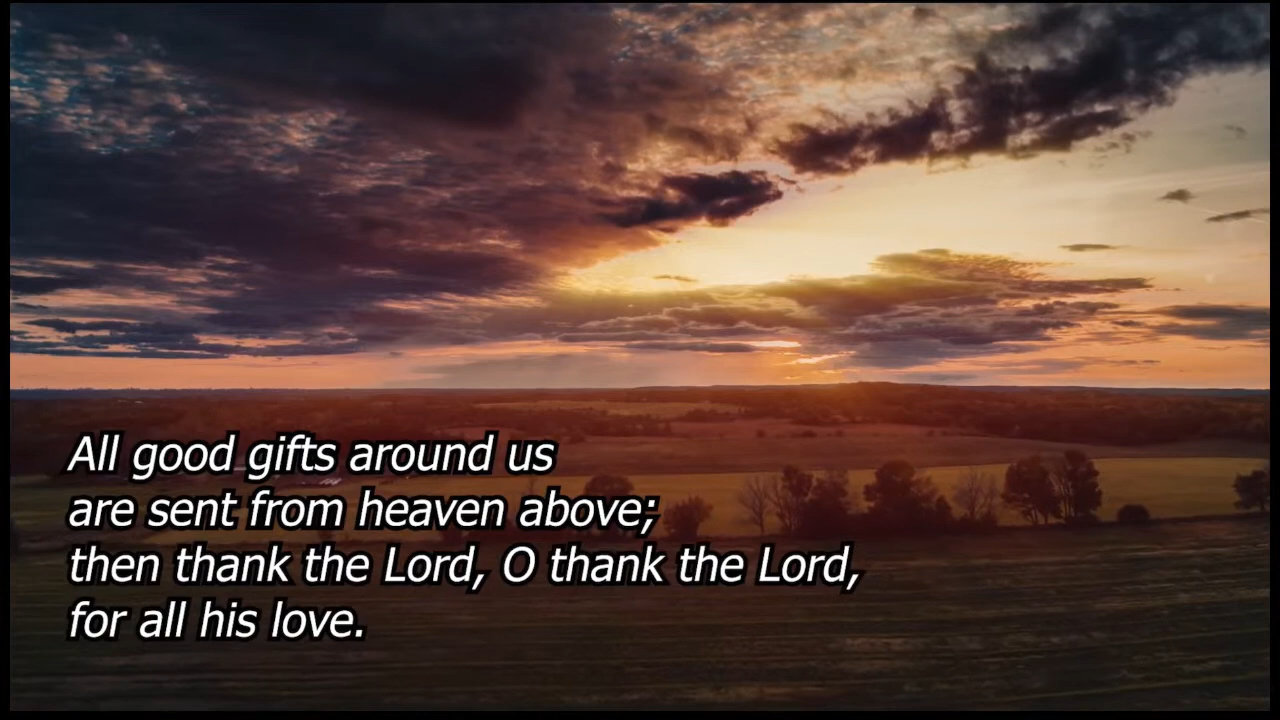 All good gifts around us
are sent from heaven above;
then thank the Lord, O thank the Lord,
for all his love.